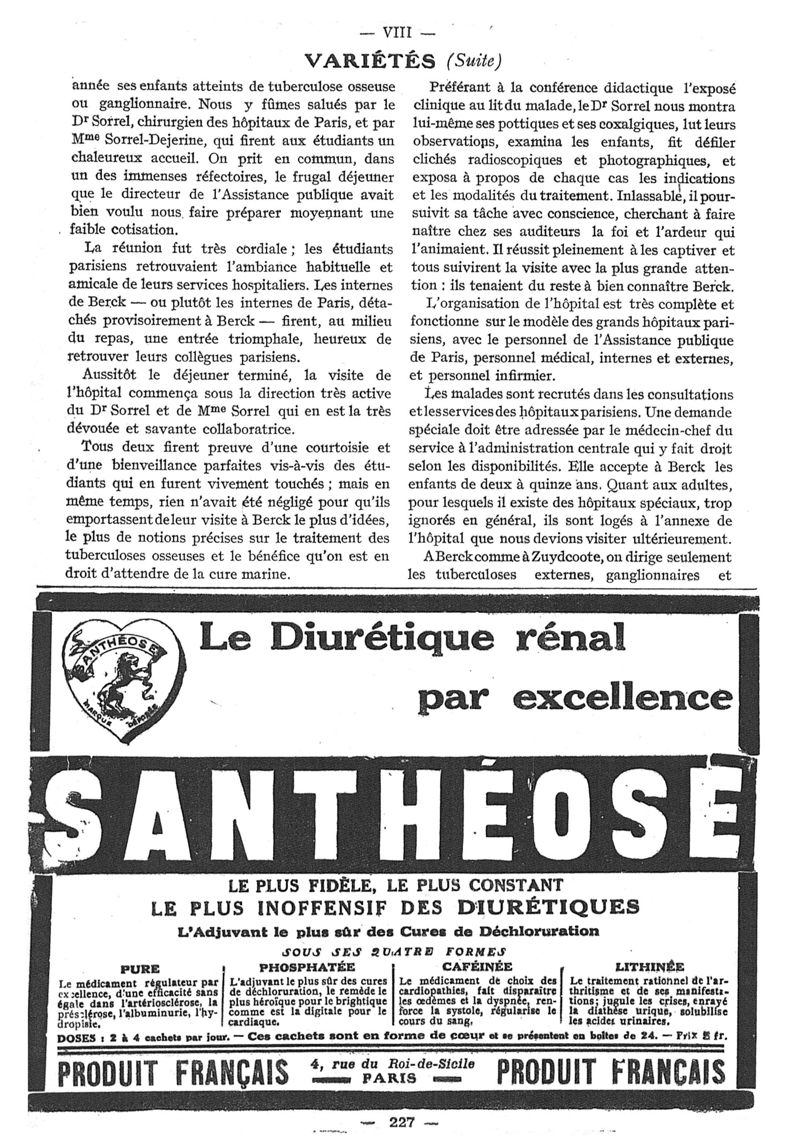 — VIII —
VARIÉTÉS (Suite)
année ses enfants atteints de tuberculose osseuse
ou ganglionnaire. Nous y fûmes salués par le
Dr Sorrel, chirurgien des hôpitaux de Paris, et par
Mme Sorrel-Dejerine, qui firent aux étudiants un
chaleureux accueil. On prit en commun, dans
un des immenses réfectoires, le frugal déjeuner
que le directeur de l'Assistance publique avait
bien voulu nous faire préparer moyennant une
faible cotisation.
La réunion fut très cordiale ; les étudiants
parisiens retrouvaient l'ambiance habituelle et
amicale de leurs services hospitaliers. Les internes
de Berck — ou plutôt les internes de Paris, déta-
chés provisoirement à Berck — firent, au milieu
du repas, une entrée triomphale, heureux de
retrouver leurs collègues parisiens.
Aussitôt le déjeuner terminé, la visite de
l'hôpital commença sous la direction très active
du Dr Sorrel et de Mme Sorrel qui en est la très
dévouée et savante collaboratrice.
Tous deux firent preuve d'une courtoisie et
d'une bienveillance parfaites vis-à-vis des étu-
diants qui en furent vivement touchés ; mais en
même temps, rien n'avait été négligé pour qu'ils
emportassent de leur visite à Berck le plus d'idées,
le plus de notions précises sur le traitement des
tuberculoses osseuses et le bénéfice qu'on est en
droit d'attendre de la cure marine.
Préférant à la conférence didactique l'exposé
clinique au lit du malade, le Dr Sorrel nous montra
lui-même ses pottiques et ses coxalgiques, lut leurs
observations, examina les enfants, fit défiler
clichés radioscopiques et photographiques, et
exposa à propos de chaque cas les indications
et les modalités du traitement. Inlassable, il pour-
suivit sa tâche avec conscience, cherchant à faire
naître chez ses auditeurs la foi et l'ardeur qui
l'animaient. Il réussit pleinement à les captiver et
tous suivirent la visite avec la plus grande atten-
tion : ils tenaient du reste à bien connaître Berck.
L'organisation de l'hôpital est très complète et
fonctionne sur le modèle des grands hôpitaux pari-
siens, avec le personnel de l'Assistance publique
de Paris, personnel médical, internes et externes,
et personnel infirmier.
Les malades sont recrutés dans les consultations
et les services des hôpitaux parisiens. Une demande
spéciale doit être adressée par le médecin-chef du
service à l'administration centrale qui y fait droit
selon les disponibilités. Elle accepte à Berck les
enfants de deux à quinze ans. Quant aux adultes,
pour lesquels il existe des hôpitaux spéciaux, trop
ignorés en général, ils sont logés à l'annexe de
l'hôpital que nous devions visiter ultérieurement.
A Berck comme à Zuydcoote, on dirige seulement
les tuberculoses externes, ganglionnaires et
SANTHÉOSE
MARQUE DÉPOSÉE
Le Diurétique rénal
par excellence
SANTHÉOSE
LE PLUS FIDÈLE, LE PLUS CONSTANT
LE PLUS INOFFENSIF DES DIURÉTIQUES
L'Adjuvant le plus sûr des Cures de Déchloruration
SOUS SES QUATRE FORMES
PURE
Le médicament régulateur par
excellence, d'une efficacité sans
égale dans l'artériosclérose, la
présclérose, l'albuminurie, l'hy-
dropisie.
PHOSPHATÉE
L'adjuvant le plus sûr des cures
de déchloruration, le remède le
plus héroïque pour le brightique
comme est la digitale pour le
cardiaque.
CAFÉINÉE
Le médicament de choix des
cardiopathies, fait disparaître
les œdèmes et la dyspnée, ren-
force la systole, régularise le
cours du sang.
LITHINÉE
Le traitement rationnel de l'ar-
thritisme et de ses manifesta-
tions ; jugule les crises, enraye
la diathèse urique, solubilise
les acides urinaires.
DOSES : 2 à 4 cachets par jour. — Ces cachets sont en forme de cœur et se présentent en boîtes de 24. — Prix 5 fr.
PRODUIT FRANÇAIS
4, rue du Roi-de-Sicile
— PARIS —
PRODUIT FRANÇAIS
— 227 —